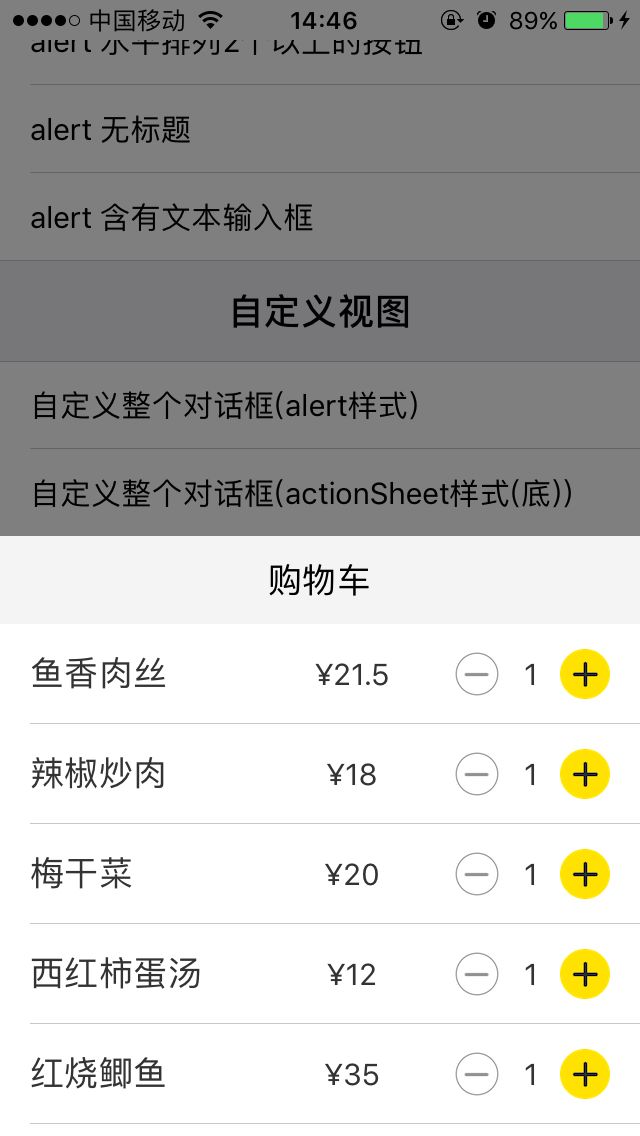 中国移动 14:46 89%
alert 水平排列2个以上的按钮
alert 无标题
alert 含有文本输入框
自定义视图
自定义整个对话框(alert样式)
自定义整个对话框(actionSheet样式(底))
购物车
鱼香肉丝 ¥21.5 1
辣椒炒肉 ¥18 1
梅干菜 ¥20 1
西红柿蛋汤 ¥12 1
红烧鲫鱼 ¥35 1